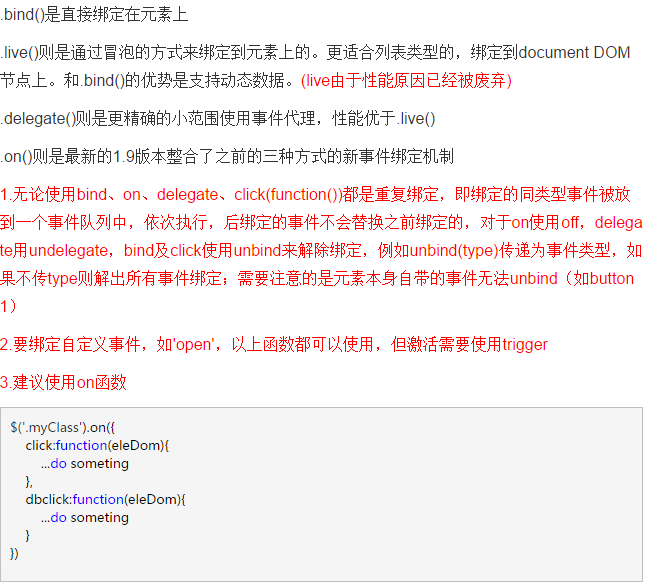 .bind()是直接绑定在元素上
.live()则是通过冒泡的方式来绑定到元素上的。更适合列表类型的，绑定到document DOM
节点上。和.bind()的优势是支持动态数据。(live由于性能原因已经被废弃)
.delegate()则是更精确的小范围使用事件代理，性能优于.live()
.on()则是最新的1.9版本整合了之前的三种方式的新事件绑定机制
1.无论使用bind、on、delegate、click(function())都是重复绑定，即绑定的同类型事件被放
到一个事件队列中，依次执行，后绑定的事件不会替换之前绑定的，对于on使用off，delega
te用undelegate，bind及click使用unbind来解除绑定，例如unbind(type)传递为事件类型，如
果不传type则解出所有事件绑定；需要注意的是元素本身自带的事件无法unbind（如button
1）
2.要绑定自定义事件，如'open'，以上函数都可以使用，但激活需要使用trigger
3.建议使用on函数
$('.myClass').on({
click:function(eleDom){
...do someting
},
dbclick:function(eleDom){
...do someting
}
})